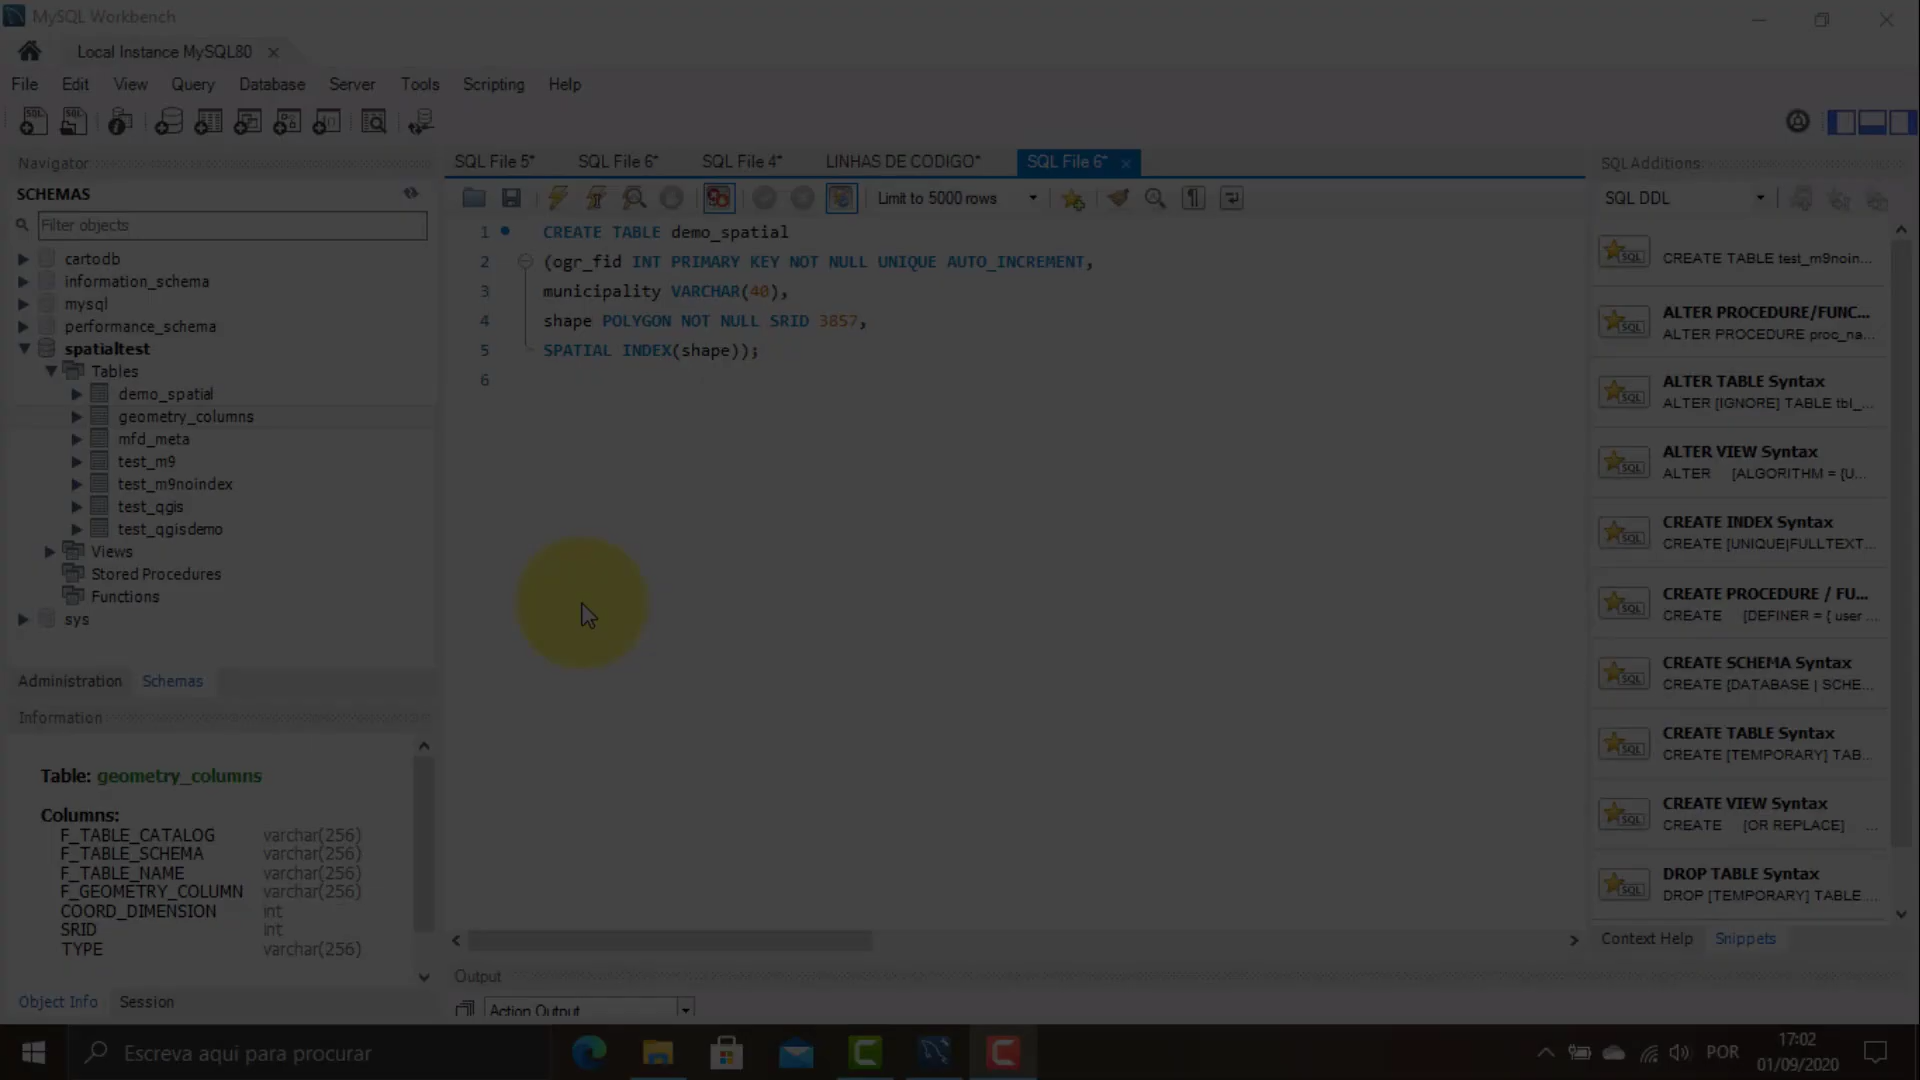 MySQL Workbench
Local Instance MySQL80
File Edit View Query Database Server Tools Scripting Help
Navigator
SCHEMAS
Filter objects
cartodb
information_schema
mysql
performance_schema
spatialtest
Tables
demo_spatial
geometry_columns
mfd_meta
test_m9
test_m9noindex
test_qgis
test_qgisdemo
Views
Stored Procedures
Functions
sys
Administration Schemas
Information
Table: geometry_columns
Columns:
F_TABLE_CATALOG varchar(256)
F_TABLE_SCHEMA varchar(256)
F_TABLE_NAME varchar(256)
F_GEOMETRY_COLUMN varchar(256)
COORD_DIMENSION int
SRID int
TYPE varchar(256)
Object Info Session
SQL File 5* SQL File 6* SQL File 4* LINHAS DE CODIGO* SQL File 6*
Limit to 5000 rows
1 CREATE TABLE demo_spatial
2 (ogr_fid INT PRIMARY KEY NOT NULL UNIQUE AUTO_INCREMENT,
3 municipality VARCHAR(40),
4 shape POLYGON NOT NULL SRID 3857,
5 SPATIAL INDEX(shape));
6
Output
Action Output
SQL Additions
SQL DDL
CREATE TABLE test_m9noin...
ALTER PROCEDURE/FUNC...
ALTER PROCEDURE proc_na...
ALTER TABLE Syntax
ALTER [IGNORE] TABLE tbl_...
ALTER VIEW Syntax
ALTER [ALGORITHM = {U...
CREATE INDEX Syntax
CREATE [UNIQUE|FULLTEXT...
CREATE PROCEDURE / FU...
CREATE [DEFINER = { user ...
CREATE SCHEMA Syntax
CREATE {DATABASE | SCHE...
CREATE TABLE Syntax
CREATE [TEMPORARY] TAB...
CREATE VIEW Syntax
CREATE [OR REPLACE] ...
DROP TABLE Syntax
DROP [TEMPORARY] TABLE ...
Context Help Snippets
Escreva aqui para procurar
POR
17:02
01/09/2020